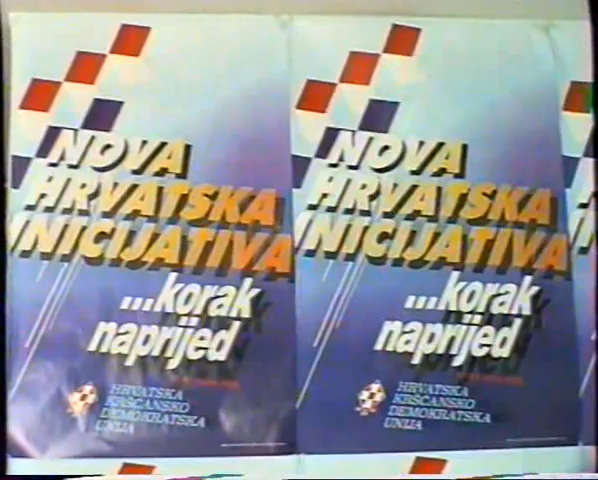 NOVA
HRVATSKA
INICIJATIVA
...korak
naprijed
HRVATSKA
KRŠĆANSKO
DEMOKRATSKA
UNIJA
NOVA
HRVATSKA
INICIJATIVA
...korak
naprijed
HRVATSKA
KRŠĆANSKO
DEMOKRATSKA
UNIJA